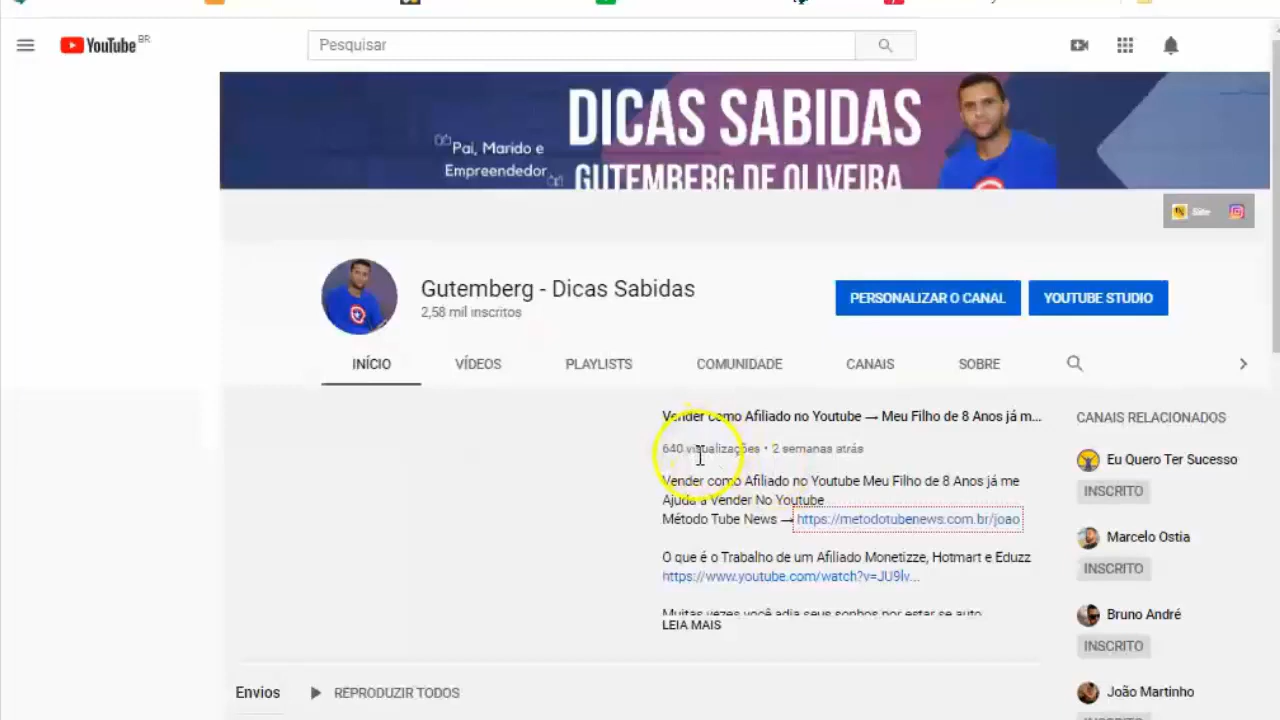 YouTube BR
Pesquisar
DICAS SABIDAS
Pai, Marido e
Empreendedor
GUTEMBERG DE OLIVEIRA
Site
Gutemberg - Dicas Sabidas
2,58 mil inscritos
PERSONALIZAR O CANAL
YOUTUBE STUDIO
INÍCIO
VÍDEOS
PLAYLISTS
COMUNIDADE
CANAIS
SOBRE
Vender como Afiliado no Youtube → Meu Filho de 8 Anos já m...
640 visualizações • 2 semanas atrás
Vender como Afiliado no Youtube Meu Filho de 8 Anos já me
Ajuda a Vender No Youtube
Método Tube News → https://metodotubenews.com.br/joao
O que é o Trabalho de um Afiliado Monetizze, Hotmart e Eduzz
https://www.youtube.com/watch?v=JU9lv...
Muitas vezes você adia seus sonhos por estar se auto
LEIA MAIS
CANAIS RELACIONADOS
Eu Quero Ter Sucesso
INSCRITO
Marcelo Ostia
INSCRITO
Bruno André
INSCRITO
João Martinho
Envios
REPRODUZIR TODOS